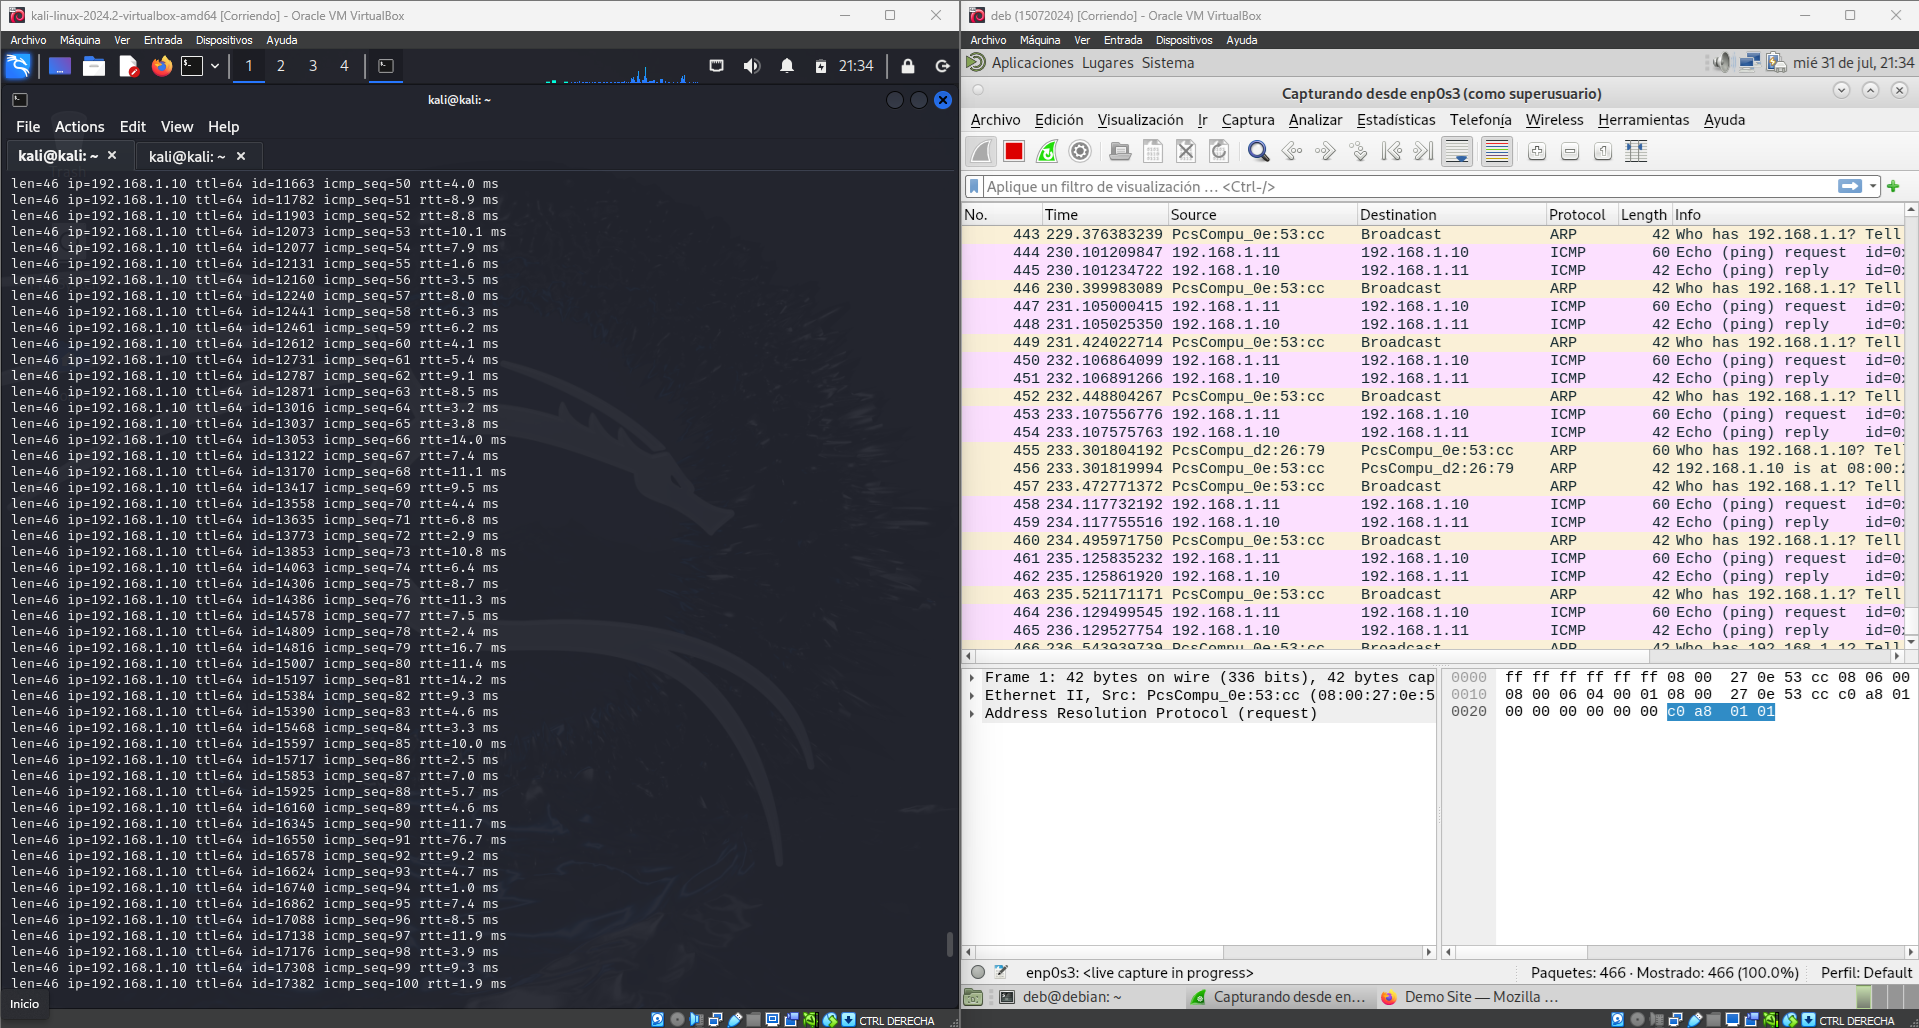 kali-linux-2024.2-virtualbox-amd64 [Corriendo] - Oracle VM VirtualBox
Archivo Máquina Ver Entrada Dispositivos Ayuda
1 2 3 4 21:34
kali@kali: ~
File Actions Edit View Help
kali@kali: ~ × kali@kali: ~ ×
len=46 ip=192.168.1.10 ttl=64 id=11663 icmp_seq=50 rtt=4.0 ms
len=46 ip=192.168.1.10 ttl=64 id=11782 icmp_seq=51 rtt=8.9 ms
len=46 ip=192.168.1.10 ttl=64 id=11903 icmp_seq=52 rtt=8.8 ms
len=46 ip=192.168.1.10 ttl=64 id=12073 icmp_seq=53 rtt=10.1 ms
len=46 ip=192.168.1.10 ttl=64 id=12077 icmp_seq=54 rtt=7.9 ms
len=46 ip=192.168.1.10 ttl=64 id=12131 icmp_seq=55 rtt=1.6 ms
len=46 ip=192.168.1.10 ttl=64 id=12160 icmp_seq=56 rtt=3.5 ms
len=46 ip=192.168.1.10 ttl=64 id=12240 icmp_seq=57 rtt=8.0 ms
len=46 ip=192.168.1.10 ttl=64 id=12441 icmp_seq=58 rtt=6.3 ms
len=46 ip=192.168.1.10 ttl=64 id=12461 icmp_seq=59 rtt=6.2 ms
len=46 ip=192.168.1.10 ttl=64 id=12612 icmp_seq=60 rtt=4.1 ms
len=46 ip=192.168.1.10 ttl=64 id=12731 icmp_seq=61 rtt=5.4 ms
len=46 ip=192.168.1.10 ttl=64 id=12787 icmp_seq=62 rtt=9.1 ms
len=46 ip=192.168.1.10 ttl=64 id=12871 icmp_seq=63 rtt=8.5 ms
len=46 ip=192.168.1.10 ttl=64 id=13016 icmp_seq=64 rtt=3.2 ms
len=46 ip=192.168.1.10 ttl=64 id=13037 icmp_seq=65 rtt=3.8 ms
len=46 ip=192.168.1.10 ttl=64 id=13053 icmp_seq=66 rtt=14.0 ms
len=46 ip=192.168.1.10 ttl=64 id=13122 icmp_seq=67 rtt=7.4 ms
len=46 ip=192.168.1.10 ttl=64 id=13170 icmp_seq=68 rtt=11.1 ms
len=46 ip=192.168.1.10 ttl=64 id=13417 icmp_seq=69 rtt=9.5 ms
len=46 ip=192.168.1.10 ttl=64 id=13558 icmp_seq=70 rtt=4.4 ms
len=46 ip=192.168.1.10 ttl=64 id=13635 icmp_seq=71 rtt=6.8 ms
len=46 ip=192.168.1.10 ttl=64 id=13773 icmp_seq=72 rtt=2.9 ms
len=46 ip=192.168.1.10 ttl=64 id=13853 icmp_seq=73 rtt=10.8 ms
len=46 ip=192.168.1.10 ttl=64 id=14063 icmp_seq=74 rtt=6.4 ms
len=46 ip=192.168.1.10 ttl=64 id=14306 icmp_seq=75 rtt=8.7 ms
len=46 ip=192.168.1.10 ttl=64 id=14386 icmp_seq=76 rtt=11.3 ms
len=46 ip=192.168.1.10 ttl=64 id=14578 icmp_seq=77 rtt=7.5 ms
len=46 ip=192.168.1.10 ttl=64 id=14809 icmp_seq=78 rtt=2.4 ms
len=46 ip=192.168.1.10 ttl=64 id=14816 icmp_seq=79 rtt=16.7 ms
len=46 ip=192.168.1.10 ttl=64 id=15007 icmp_seq=80 rtt=11.4 ms
len=46 ip=192.168.1.10 ttl=64 id=15197 icmp_seq=81 rtt=14.2 ms
len=46 ip=192.168.1.10 ttl=64 id=15384 icmp_seq=82 rtt=9.3 ms
len=46 ip=192.168.1.10 ttl=64 id=15390 icmp_seq=83 rtt=4.6 ms
len=46 ip=192.168.1.10 ttl=64 id=15468 icmp_seq=84 rtt=3.3 ms
len=46 ip=192.168.1.10 ttl=64 id=15597 icmp_seq=85 rtt=10.0 ms
len=46 ip=192.168.1.10 ttl=64 id=15717 icmp_seq=86 rtt=2.5 ms
len=46 ip=192.168.1.10 ttl=64 id=15853 icmp_seq=87 rtt=7.0 ms
len=46 ip=192.168.1.10 ttl=64 id=15925 icmp_seq=88 rtt=5.7 ms
len=46 ip=192.168.1.10 ttl=64 id=16160 icmp_seq=89 rtt=4.6 ms
len=46 ip=192.168.1.10 ttl=64 id=16345 icmp_seq=90 rtt=11.7 ms
len=46 ip=192.168.1.10 ttl=64 id=16550 icmp_seq=91 rtt=76.7 ms
len=46 ip=192.168.1.10 ttl=64 id=16578 icmp_seq=92 rtt=9.2 ms
len=46 ip=192.168.1.10 ttl=64 id=16624 icmp_seq=93 rtt=4.7 ms
len=46 ip=192.168.1.10 ttl=64 id=16740 icmp_seq=94 rtt=1.0 ms
len=46 ip=192.168.1.10 ttl=64 id=16862 icmp_seq=95 rtt=7.4 ms
len=46 ip=192.168.1.10 ttl=64 id=17088 icmp_seq=96 rtt=8.5 ms
len=46 ip=192.168.1.10 ttl=64 id=17138 icmp_seq=97 rtt=11.9 ms
len=46 ip=192.168.1.10 ttl=64 id=17176 icmp_seq=98 rtt=3.9 ms
len=46 ip=192.168.1.10 ttl=64 id=17308 icmp_seq=99 rtt=9.3 ms
len=46 ip=192.168.1.10 ttl=64 id=17382 icmp_seq=100 rtt=1.9 ms
Inicio
CTRL DERECHA
deb (15072024) [Corriendo] - Oracle VM VirtualBox
Archivo Máquina Ver Entrada Dispositivos Ayuda
Aplicaciones Lugares Sistema mié 31 de jul, 21:34
Capturando desde enp0s3 (como superusuario)
Archivo Edición Visualización Ir Captura Analizar Estadísticas Telefonía Wireless Herramientas Ayuda
Aplique un filtro de visualización … <Ctrl-/>
No. Time Source Destination Protocol Length Info
443 229.376383239 PcsCompu_0e:53:cc Broadcast ARP 42 Who has 192.168.1.1? Tell
444 230.101209847 192.168.1.11 192.168.1.10 ICMP 60 Echo (ping) request id=0x
445 230.101234722 192.168.1.10 192.168.1.11 ICMP 42 Echo (ping) reply id=0x
446 230.399983089 PcsCompu_0e:53:cc Broadcast ARP 42 Who has 192.168.1.1? Tell
447 231.105000415 192.168.1.11 192.168.1.10 ICMP 60 Echo (ping) request id=0x
448 231.105025350 192.168.1.10 192.168.1.11 ICMP 42 Echo (ping) reply id=0x
449 231.424022714 PcsCompu_0e:53:cc Broadcast ARP 42 Who has 192.168.1.1? Tell
450 232.106864099 192.168.1.11 192.168.1.10 ICMP 60 Echo (ping) request id=0x
451 232.106891266 192.168.1.10 192.168.1.11 ICMP 42 Echo (ping) reply id=0x
452 232.448804267 PcsCompu_0e:53:cc Broadcast ARP 42 Who has 192.168.1.1? Tell
453 233.107556776 192.168.1.11 192.168.1.10 ICMP 60 Echo (ping) request id=0x
454 233.107575763 192.168.1.10 192.168.1.11 ICMP 42 Echo (ping) reply id=0x
455 233.301804192 PcsCompu_d2:26:79 PcsCompu_0e:53:cc ARP 60 Who has 192.168.1.10? Tel
456 233.301819994 PcsCompu_0e:53:cc PcsCompu_d2:26:79 ARP 42 192.168.1.10 is at 08:00:2
457 233.472771372 PcsCompu_0e:53:cc Broadcast ARP 42 Who has 192.168.1.1? Tell
458 234.117732192 192.168.1.11 192.168.1.10 ICMP 60 Echo (ping) request id=0x
459 234.117755516 192.168.1.10 192.168.1.11 ICMP 42 Echo (ping) reply id=0x
460 234.495971750 PcsCompu_0e:53:cc Broadcast ARP 42 Who has 192.168.1.1? Tell
461 235.125835232 192.168.1.11 192.168.1.10 ICMP 60 Echo (ping) request id=0x
462 235.125861920 192.168.1.10 192.168.1.11 ICMP 42 Echo (ping) reply id=0x
463 235.521171171 PcsCompu_0e:53:cc Broadcast ARP 42 Who has 192.168.1.1? Tell
464 236.129499545 192.168.1.11 192.168.1.10 ICMP 60 Echo (ping) request id=0x
465 236.129527754 192.168.1.10 192.168.1.11 ICMP 42 Echo (ping) reply id=0x
466 236.543939739 PcsCompu_0e:53:cc Broadcast ARP 42 Who has 192.168.1.1? Tell
Frame 1: 42 bytes on wire (336 bits), 42 bytes cap
Ethernet II, Src: PcsCompu_0e:53:cc (08:00:27:0e:5
Address Resolution Protocol (request)
0000 ff ff ff ff ff ff 08 00 27 0e 53 cc 08 06 00
0010 08 00 06 04 00 01 08 00 27 0e 53 cc c0 a8 01
0020 00 00 00 00 00 00 c0 a8 01 01
enp0s3: <live capture in progress> Paquetes: 466 · Mostrado: 466 (100.0%) Perfil: Default
deb@debian: ~ Capturando desde en… Demo Site — Mozilla …
CTRL DERECHA